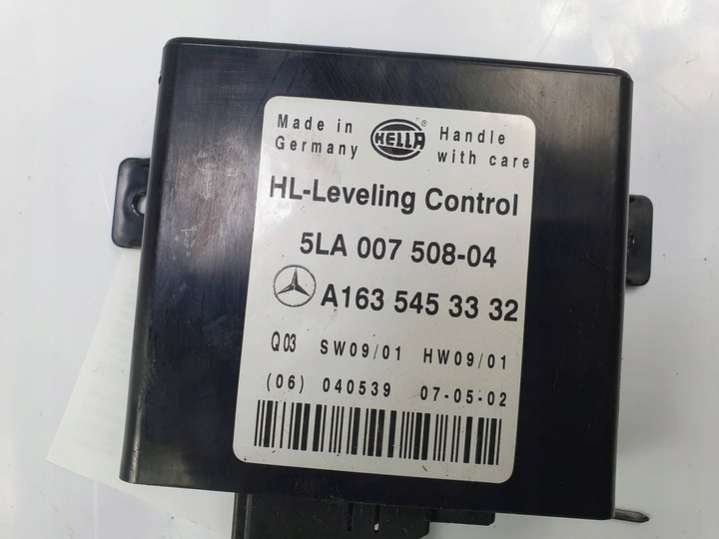 Made in Germany
HELLA ®
Handle with care
HL-Leveling Control
5LA 007 508-04
A163 545 33 32
Q03 SW09/01 HW09/01
(06) 040539 07-05-02